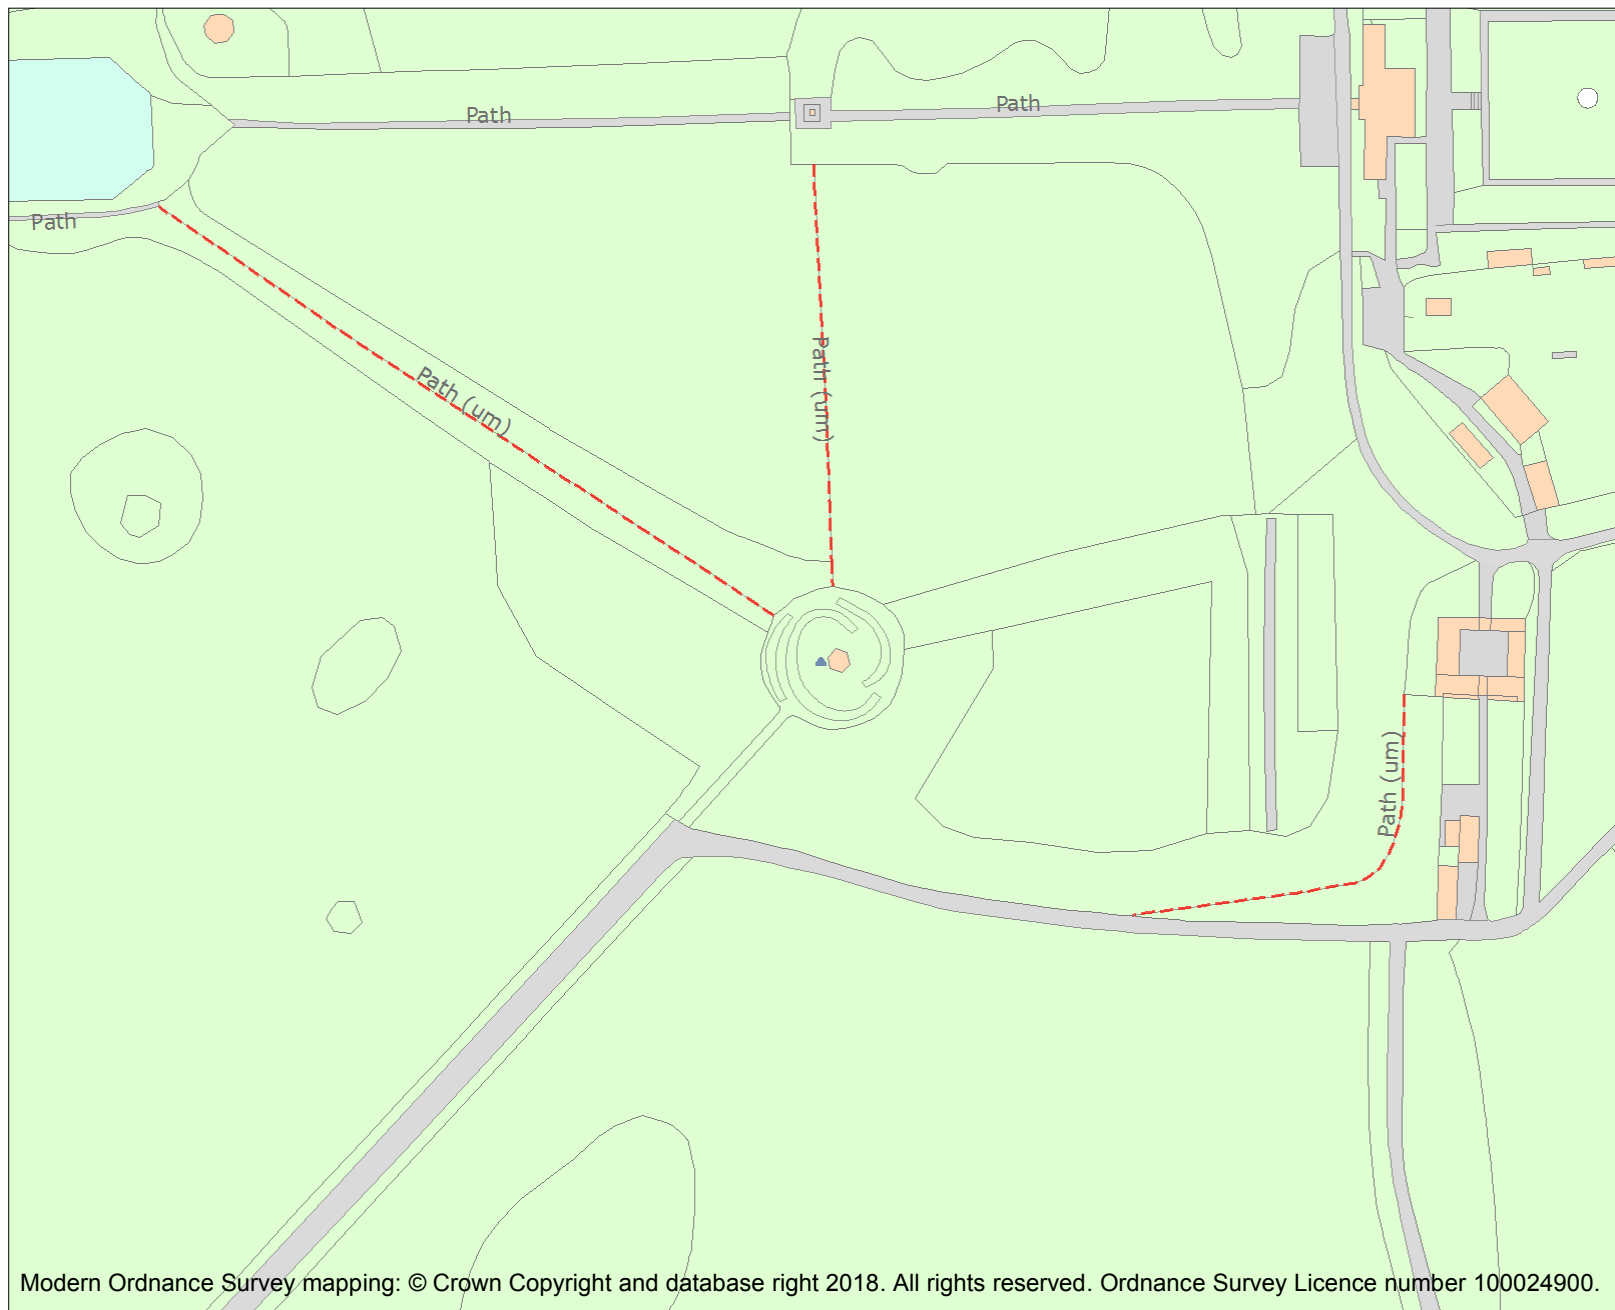 Path
Path
Path
Path (um)
Path (um)
Path (um)
Modern Ordnance Survey mapping: © Crown Copyright and database right 2018. All rights reserved. Ordnance Survey Licence number 100024900.